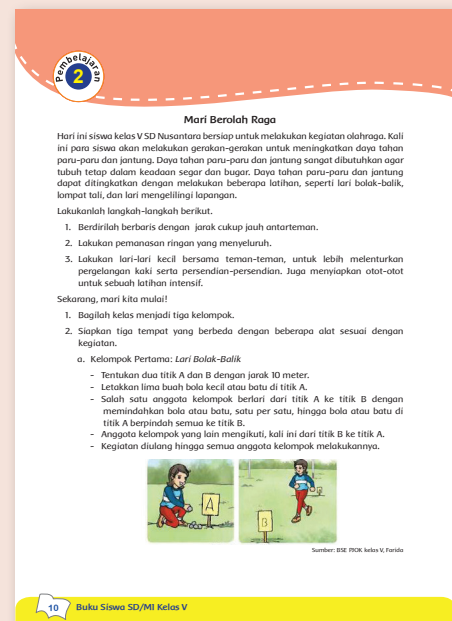 Pembelajaran
2
Mari Berolah Raga
Hari ini siswa kelas V SD Nusantara bersiap untuk melakukan kegiatan olahraga. Kali
ini para siswa akan melakukan gerakan-gerakan untuk meningkatkan daya tahan
paru-paru dan jantung. Daya tahan paru-paru dan jantung sangat dibutuhkan agar
tubuh tetap dalam keadaan segar dan bugar. Daya tahan paru-paru dan jantung
dapat ditingkatkan dengan melakukan beberapa latihan, seperti lari bolak-balik,
lompat tali, dan lari mengelilingi lapangan.
Lakukanlah langkah-langkah berikut.
1. Berdirilah berbaris dengan jarak cukup jauh antarteman.
2. Lakukan pemanasan ringan yang menyeluruh.
3. Lakukan lari-lari kecil bersama teman-teman, untuk lebih melenturkan
pergelangan kaki serta persendian-persendian. Juga menyiapkan otot-otot
untuk sebuah latihan intensif.
Sekarang, mari kita mulai!
1. Bagilah kelas menjadi tiga kelompok.
2. Siapkan tiga tempat yang berbeda dengan beberapa alat sesuai dengan
kegiatan.
a. Kelompok Pertama: Lari Bolak-Balik
- Tentukan dua titik A dan B dengan jarak 10 meter.
- Letakkan lima buah bola kecil atau batu di titik A.
- Salah satu anggota kelompok berlari dari titik A ke titik B dengan
memindahkan bola atau batu, satu per satu, hingga bola atau batu di
titik A berpindah semua ke titik B.
- Anggota kelompok yang lain mengikuti, kali ini dari titik B ke titik A.
- Kegiatan diulang hingga semua anggota kelompok melakukannya.
A
B
Sumber: BSE PJOK kelas V, Farida
10 Buku Siswa SD/MI Kelas V